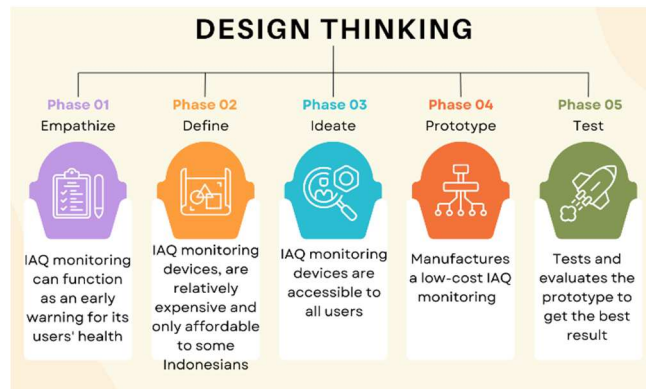 DESIGN THINKING
Phase 01
Empathize
IAQ monitoring
can function
as an early
warning for its
users' health
Phase 02
Define
IAQ monitoring
devices, are
relatively
expensive and
only affordable
to some
Indonesians
Phase 03
Ideate
IAQ monitoring
devices are
accessible to
all users
Phase 04
Prototype
Manufactures
a low-cost IAQ
monitoring
Phase 05
Test
Tests and
evaluates the
prototype to
get the best
result